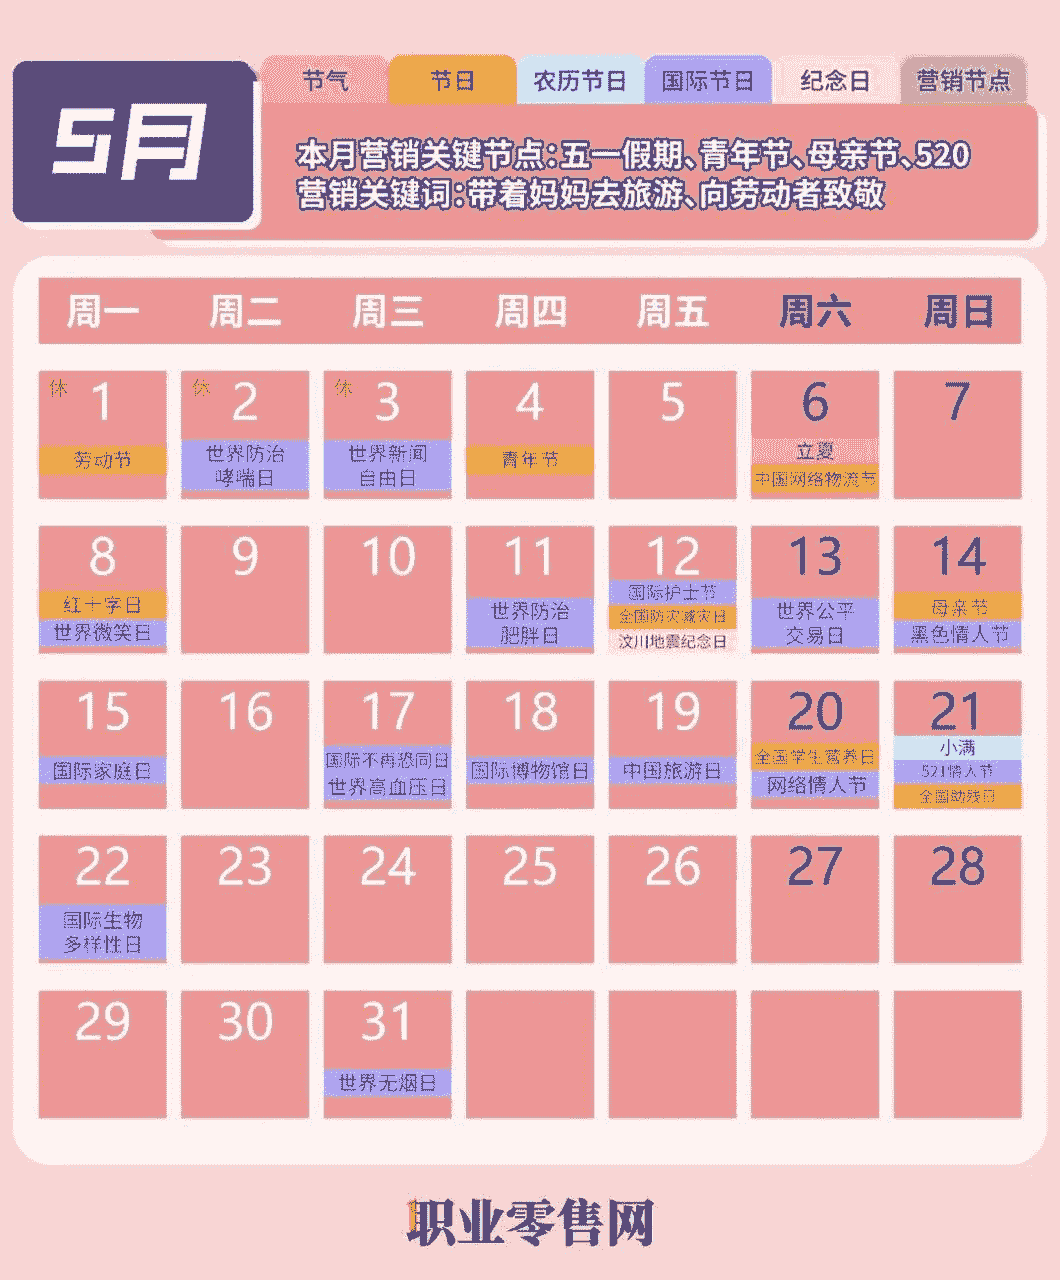 5月
节气 节日 农历节日 国际节日 纪念日 营销节点
本月营销关键节点:五一假期、青年节、母亲节、520
营销关键词:带着妈妈去旅游、向劳动者致敬
周一 周二 周三 周四 周五 周六 周日
休 1 休 2 休 3 4 5 6 7
劳动节
世界防治
哮喘日
世界新闻
自由日
青年节
立夏
中国网络物流节
8 9 10 11 12 13 14
红十字日
世界微笑日
世界防治
肥胖日
国际护士节
全国防灾减灾日
汶川地震纪念日
世界公平
交易日
母亲节
黑色情人节
15 16 17 18 19 20 21
国际家庭日
国际不再恐同日
世界高血压日
国际博物馆日
中国旅游日
全国学生营养日
网络情人节
小满
521情人节
全国助残日
22 23 24 25 26 27 28
国际生物
多样性日
29 30 31
世界无烟日
职业零售网